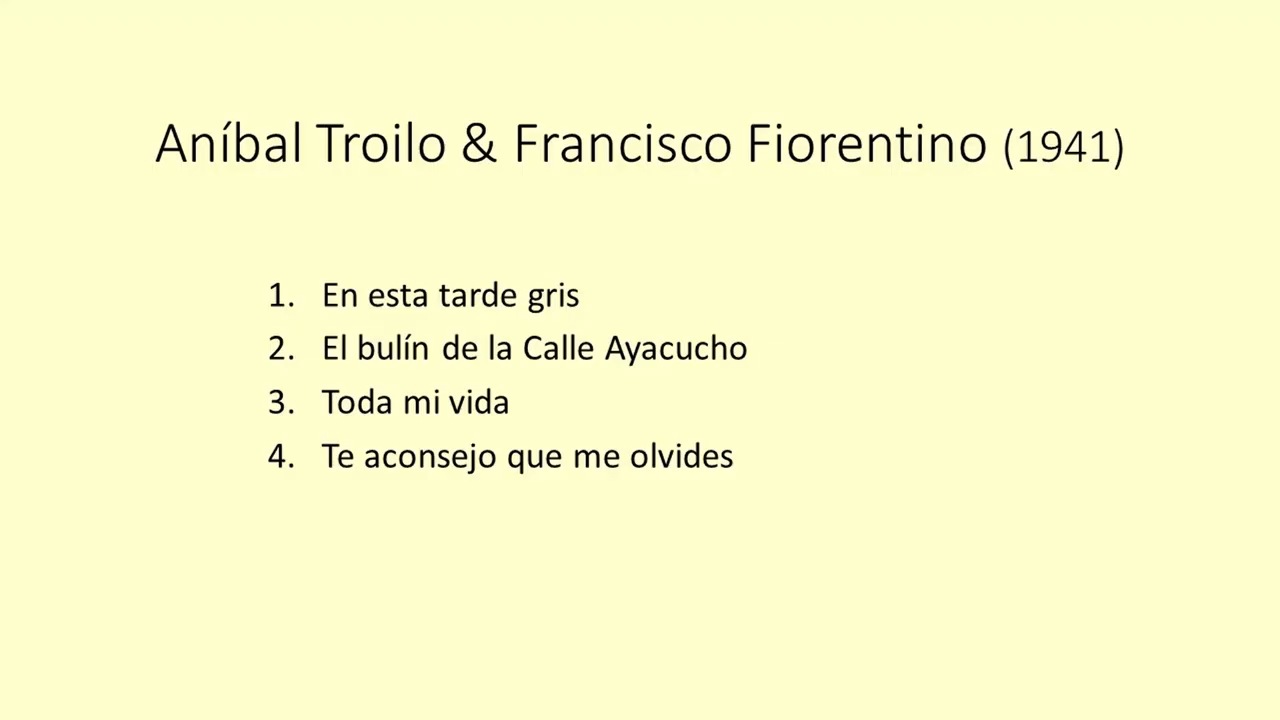 Aníbal Troilo & Francisco Fiorentino (1941)
1. En esta tarde gris
2. El bulín de la Calle Ayacucho
3. Toda mi vida
4. Te aconsejo que me olvides